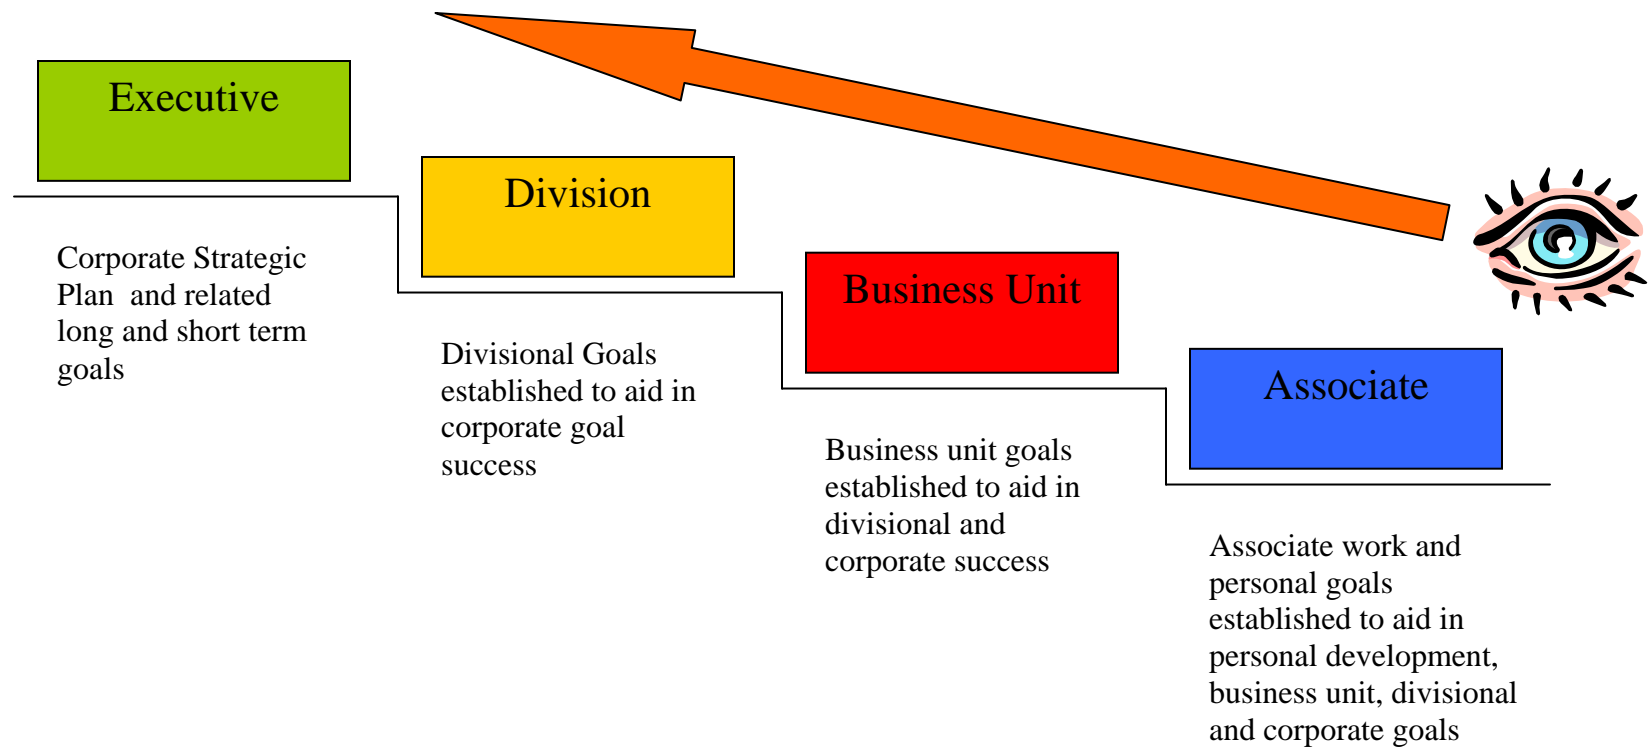 Executive
Corporate Strategic
Plan  and related
long and short term
goals
Division
Divisional Goals
established to aid in
corporate goal
success
Business Unit
Business unit goals
established to aid in
divisional and
corporate success
Associate
Associate work and
personal goals
established to aid in
personal development,
business unit, divisional
and corporate goals